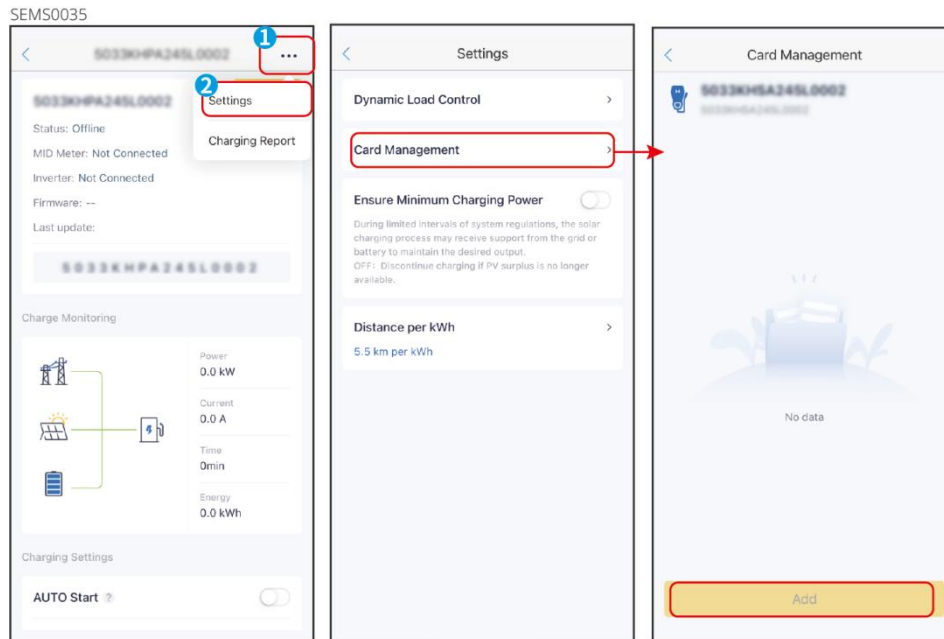 SEMS0035
5033KHPA245L0002
1
...
2
Settings
Charging Report
5033KHPA245L0002
Status: Offline
MID Meter: Not Connected
Inverter: Not Connected
Firmware: --
Last update:
5033KHPA245L0002
Charge Monitoring
Power
0.0 kW
Current
0.0 A
Time
0min
Energy
0.0 kWh
Charging Settings
AUTO Start ?
Settings
Dynamic Load Control
Card Management
Ensure Minimum Charging Power
During limited intervals of system regulations, the solar
charging process may receive support from the grid or
battery to maintain the desired output.
OFF: Discontinue charging if PV surplus is no longer
available.
Distance per kWh
5.5 km per kWh
Card Management
5033KHSA245L0002
5033KHSA245L0002
No data
Add